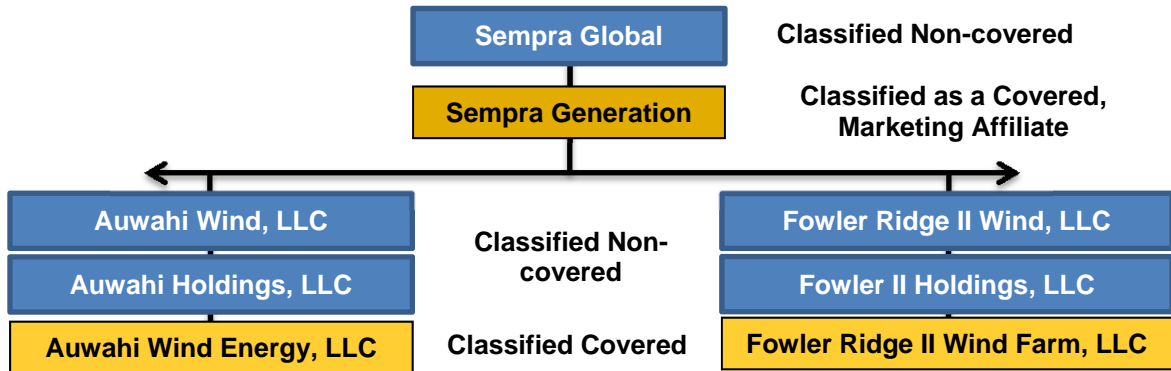 Sempra Global
Classified Non-covered
Sempra Generation
Classified as a Covered,
Marketing Affiliate
Auwahi Wind, LLC
Fowler Ridge II Wind, LLC
Classified Non-
covered
Auwahi Holdings, LLC
Fowler II Holdings, LLC
Auwahi Wind Energy, LLC
Classified Covered
Fowler Ridge II Wind Farm, LLC